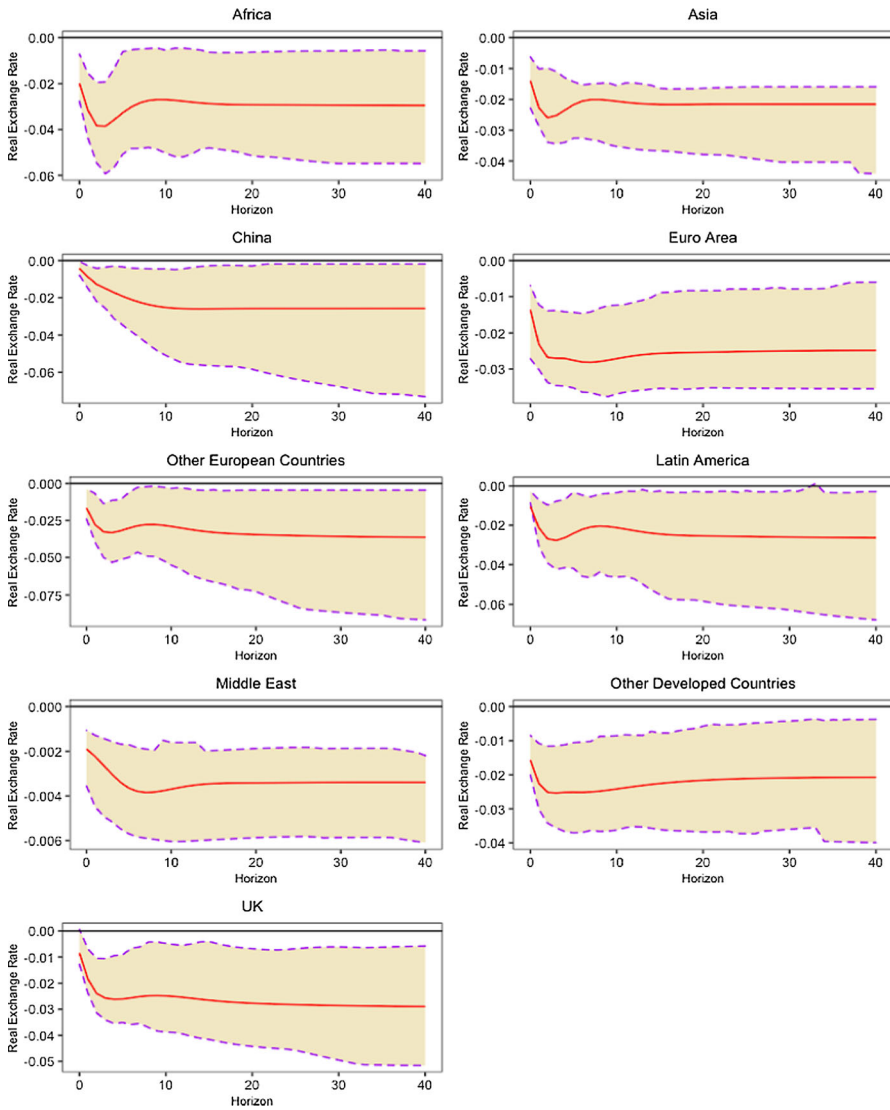 Africa
Real Exchange Rate
0.00
-0.02
-0.04
-0.06
0 10 20 30 40
Horizon
Asia
Real Exchange Rate
0.00
-0.01
-0.02
-0.03
-0.04
0 10 20 30 40
Horizon
China
Real Exchange Rate
0.00
-0.02
-0.04
-0.06
0 10 20 30 40
Horizon
Euro Area
Real Exchange Rate
0.00
-0.01
-0.02
-0.03
0 10 20 30 40
Horizon
Other European Countries
Real Exchange Rate
0.000
-0.025
-0.050
-0.075
0 10 20 30 40
Horizon
Latin America
Real Exchange Rate
0.00
-0.02
-0.04
-0.06
0 10 20 30 40
Horizon
Middle East
Real Exchange Rate
0.000
-0.002
-0.004
-0.006
0 10 20 30 40
Horizon
Other Developed Countries
Real Exchange Rate
0.00
-0.01
-0.02
-0.03
-0.04
0 10 20 30 40
Horizon
UK
Real Exchange Rate
0.00
-0.01
-0.02
-0.03
-0.04
-0.05
0 10 20 30 40
Horizon